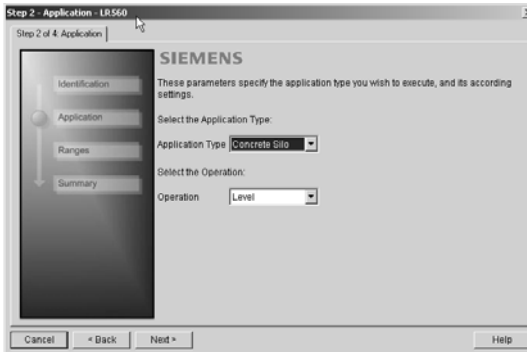 Step 2 - Application - LR560
Step 2 of 4: Application
SIEMENS
Identification
Application
Ranges
Summary
These parameters specify the application type you wish to execute, and its according
settings.
Select the Application Type:
Application Type Concrete Silo
Select the Operation:
Operation Level
Cancel < Back Next > Help